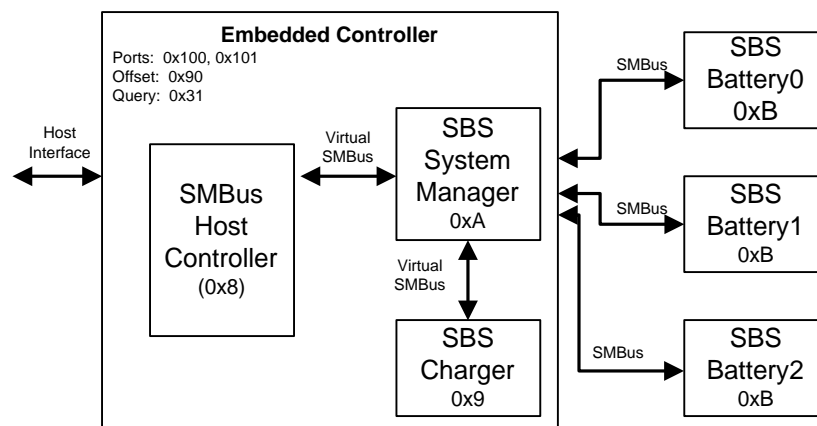 Embedded Controller
Ports: 0x100, 0x101
Offset: 0x90
Query: 0x31
Host
Interface
SMBus
Host
Controller
(0x8)
Virtual
SMBus
SBS
System
Manager
0xA
Virtual
SMBus
SBS
Charger
0x9
SMBus
SBS
Battery0
0xB
SMBus
SBS
Battery1
0xB
SMBus
SBS
Battery2
0xB